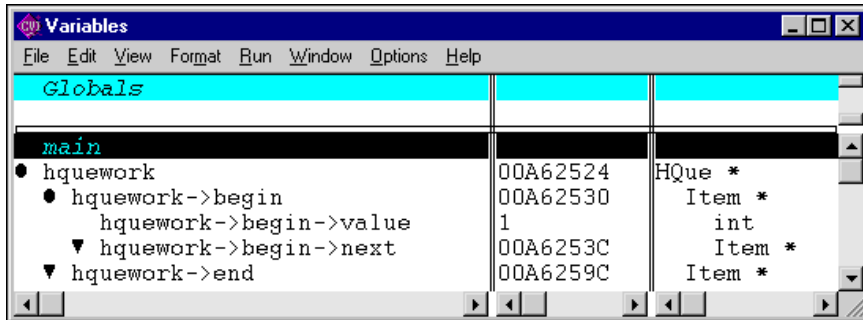 CVI Variables
File Edit View Format Run Window Options Help
Globals
main
hquework 00A62524 HQue *
hquework->begin 00A62530 Item *
hquework->begin->value 1 int
hquework->begin->next 00A6253C Item *
hquework->end 00A6259C Item *